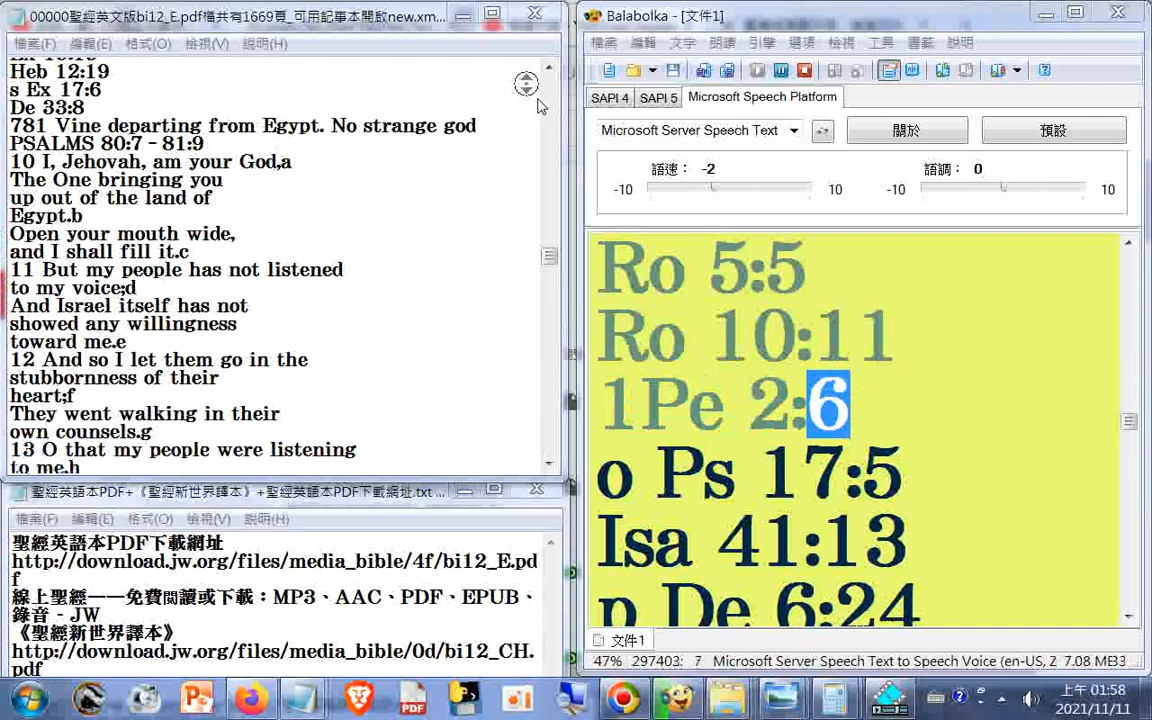 00000聖經英文版bi12_E.pdf檔共有1669頁_可用記事本開啟new.xm...
檔案(F) 編輯(E) 格式(O) 檢視(V) 說明(H)
Heb 12:19
s Ex 17:6
De 33:8
781 Vine departing from Egypt. No strange god
PSALMS 80:7–81:9
10 I, Jehovah, am your God,a
The One bringing you
up out of the land of
Egypt.b
Open your mouth wide,
and I shall fill it.c
11 But my people has not listened
to my voice;d
And Israel itself has not
showed any willingness
toward me.e
12 And so I let them go in the
stubbornness of their
heart;f
They went walking in their
own counsels.g
13 O that my people were listening
to me,h
聖經英語本PDF+《聖經新世界譯本》+聖經英語本PDF下載網址.txt ...
檔案(F) 編輯(E) 格式(O) 檢視(V) 說明(H)
聖經英語本PDF下載網址
http://download.jw.org/files/media_bible/4f/bi12_E.pd
f
線上聖經——免費閱讀或下載：MP3、AAC、PDF、EPUB、
錄音 - JW
《聖經新世界譯本》
http://download.jw.org/files/media_bible/0d/bi12_CH.
pdf
Balabolka - [文件1]
檔案 編輯 文字 朗讀 引擎 選項 檢視 工具 書籤 說明
SAPI 4 SAPI 5 Microsoft Speech Platform
Microsoft Server Speech Text 關於 預設
語速： -2 語調： 0
-10 10 -10 10
Ro 5:5
Ro 10:11
1Pe 2:6
o Ps 17:5
Isa 41:13
p De 6:24
文件1
47% 297403: 7 Microsoft Server Speech Text to Speech Voice (en-US, Z 7.08 MB33
上午 01:58
2021/11/11